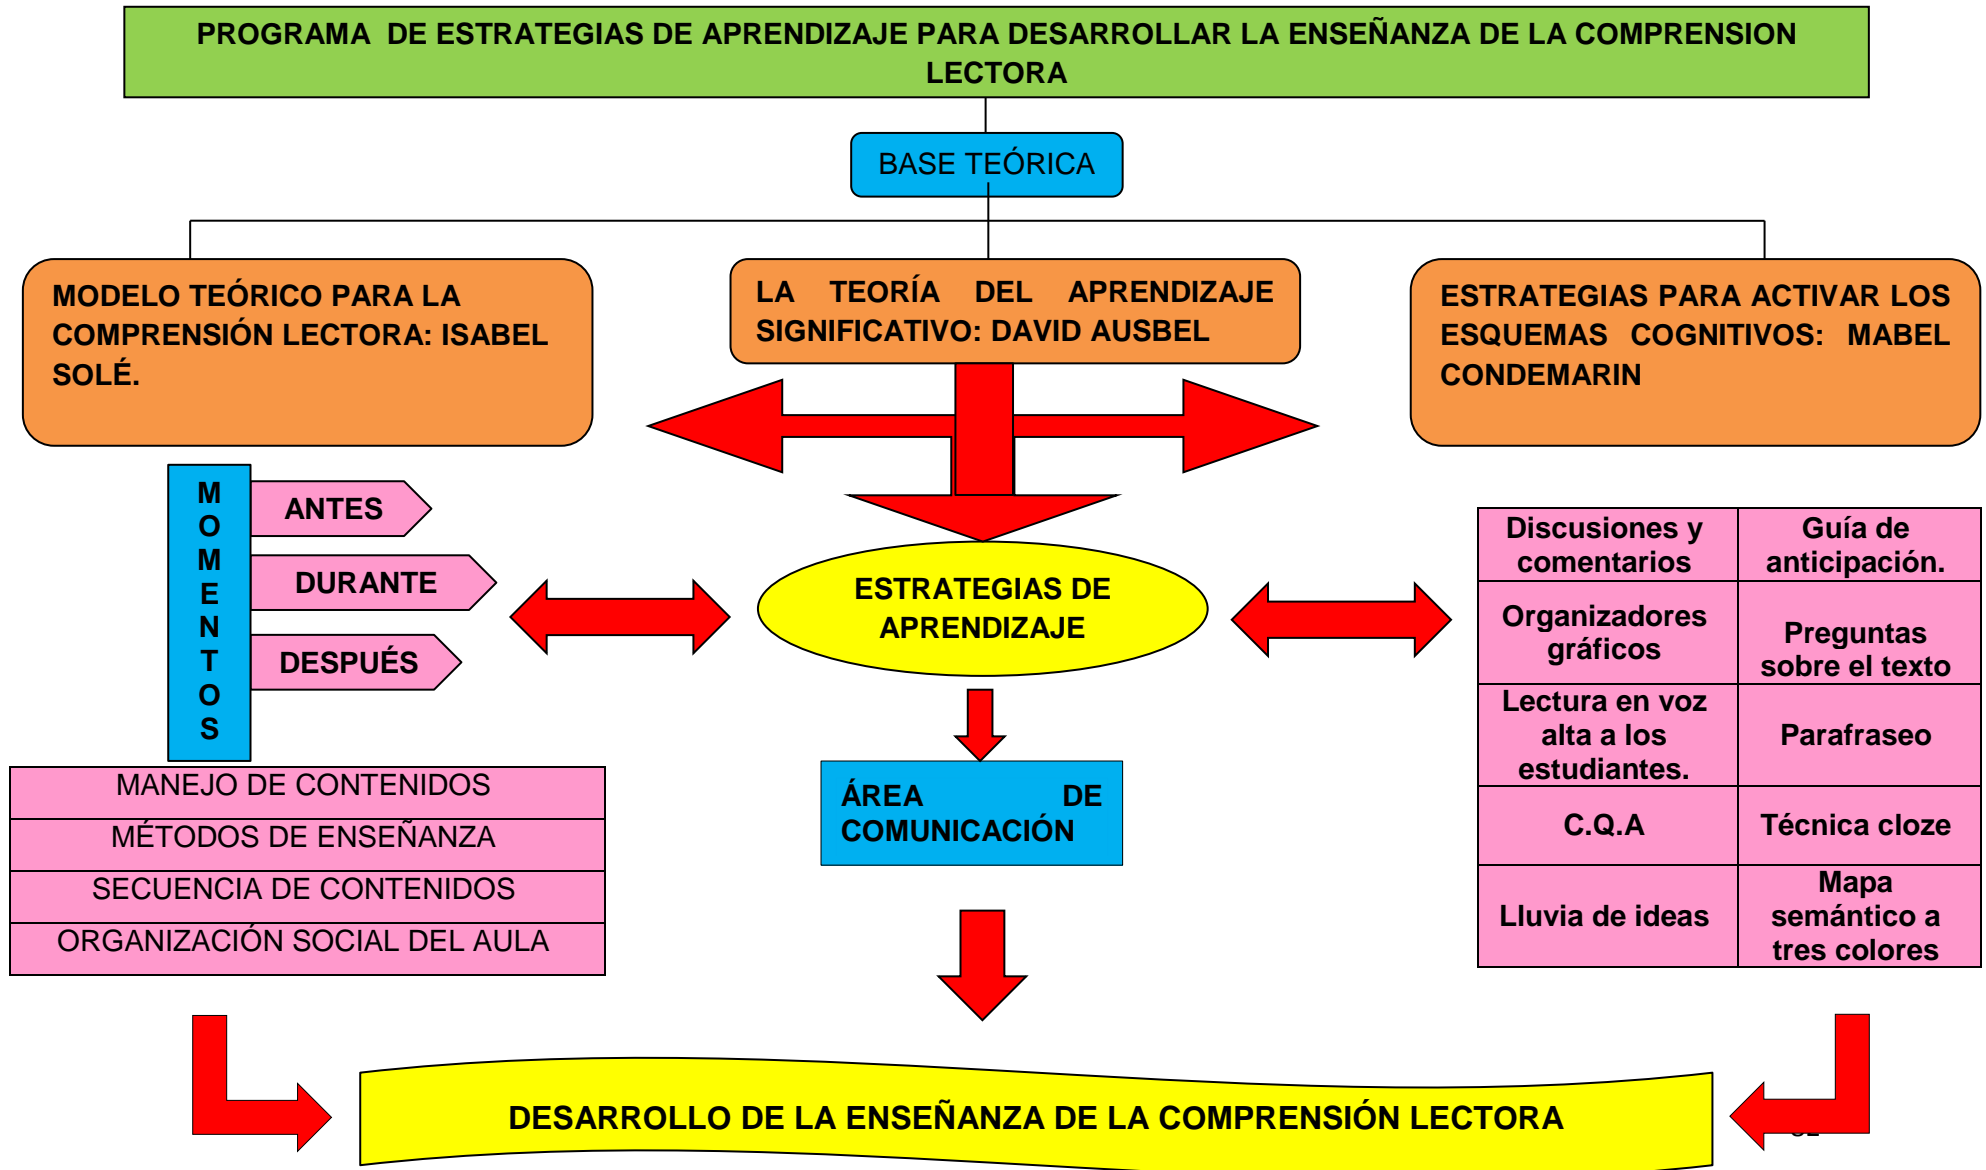 PROGRAMA DE ESTRATEGIAS DE APRENDIZAJE PARA DESARROLLAR LA ENSEÑANZA DE LA COMPRENSION
LECTORA
BASE TEÓRICA
MODELO TEÓRICO PARA LA
COMPRENSIÓN LECTORA: ISABEL
SOLÉ.
LA TEORÍA DEL APRENDIZAJE
SIGNIFICATIVO: DAVID AUSBEL
ESTRATEGIAS PARA ACTIVAR LOS
ESQUEMAS COGNITIVOS: MABEL
CONDEMARIN
M
O
M
E
N
T
O
S
ANTES
DURANTE
DESPUÉS
MANEJO DE CONTENIDOS
MÉTODOS DE ENSEÑANZA
SECUENCIA DE CONTENIDOS
ORGANIZACIÓN SOCIAL DEL AULA
ESTRATEGIAS DE
APRENDIZAJE
ÁREA DE
COMUNICACIÓN
Discusiones y
comentarios
Guía de
anticipación.
Organizadores
gráficos
Preguntas
sobre el texto
Lectura en voz
alta a los
estudiantes.
Parafraseo
C.Q.A
Técnica cloze
Lluvia de ideas
Mapa
semántico a
tres colores
DESARROLLO DE LA ENSEÑANZA DE LA COMPRENSIÓN LECTORA